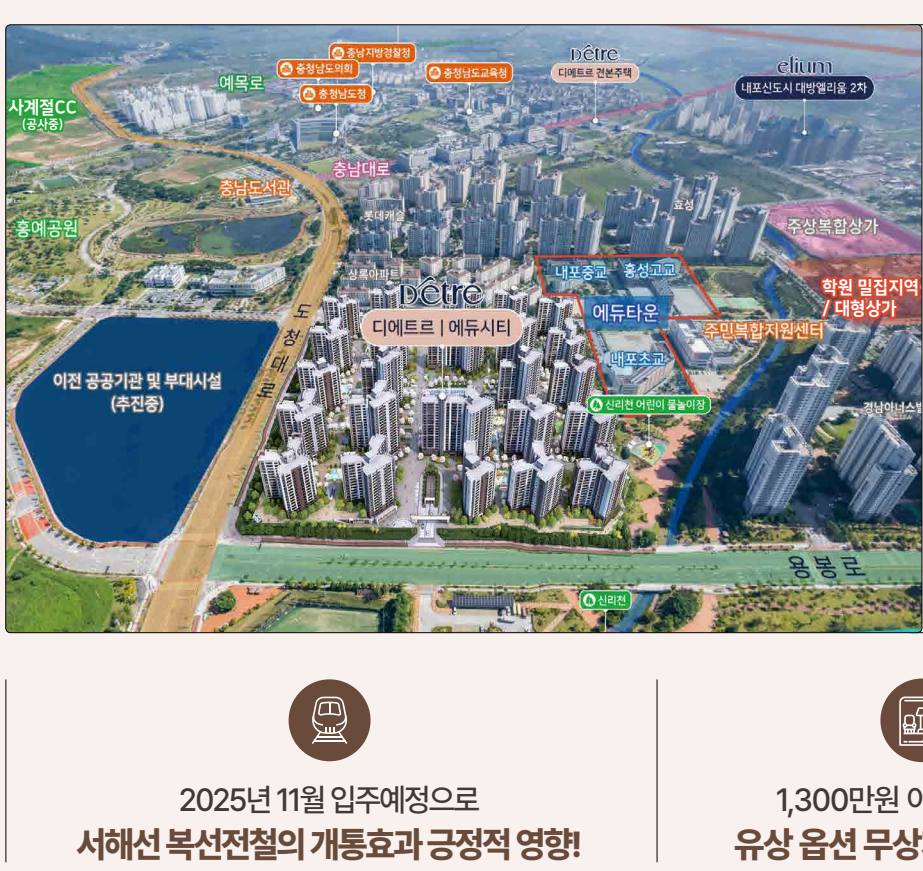 충남지방경찰청
충청남도의회
충청남도청
충청남도교육청
Dêtre
디에트르 견본주택
elium
내포신도시 대방엘리움 2차
사계절CC
(공사중)
예목로
충남대로
충남도서관
홍예공원
롯데캐슬
상록아파트
효성
주상복합상가
내포중교
홍성고교
에듀타운
내포초교
학원 밀집지역
/ 대형상가
주민복합지원센터
Dêtre
디에트르 | 에듀시티
도청대로
이전 공공기관 및 부대시설
(추진중)
신리천 어린이 물놀이장
경남아너스빌
용봉로
신리천
2025년 11월 입주예정으로
서해선 복선전철의 개통효과 긍정적 영향!
1,300만원
유상 옵션 무상